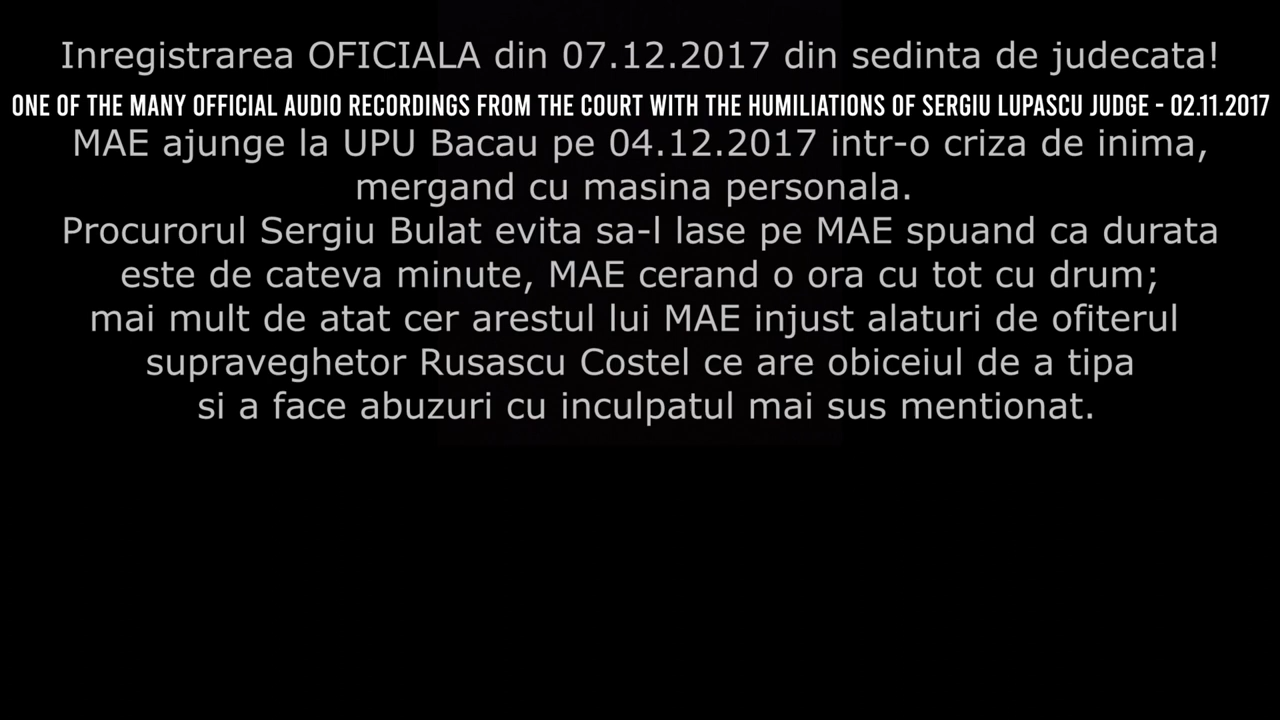 Inregistrarea OFICIALA din 07.12.2017 din sedinta de judecata!
ONE OF THE MANY OFFICIAL AUDIO RECORDINGS FROM THE COURT WITH THE HUMILIATIONS OF SERGIU LUPASCU JUDGE - 02.11.2017
MAE ajunge la UPU Bacau pe 04.12.2017 intr-o criza de inima,
mergand cu masina personala.
Procurorul Sergiu Bulat evita sa-l lase pe MAE spuand ca durata
este de cateva minute, MAE cerand o ora cu tot cu drum;
mai mult de atat cer arestul lui MAE injust alaturi de ofiterul
supraveghetor Rusascu Costel ce are obiceiul de a tipa
si a face abuzuri cu inculpatul mai sus mentionat.